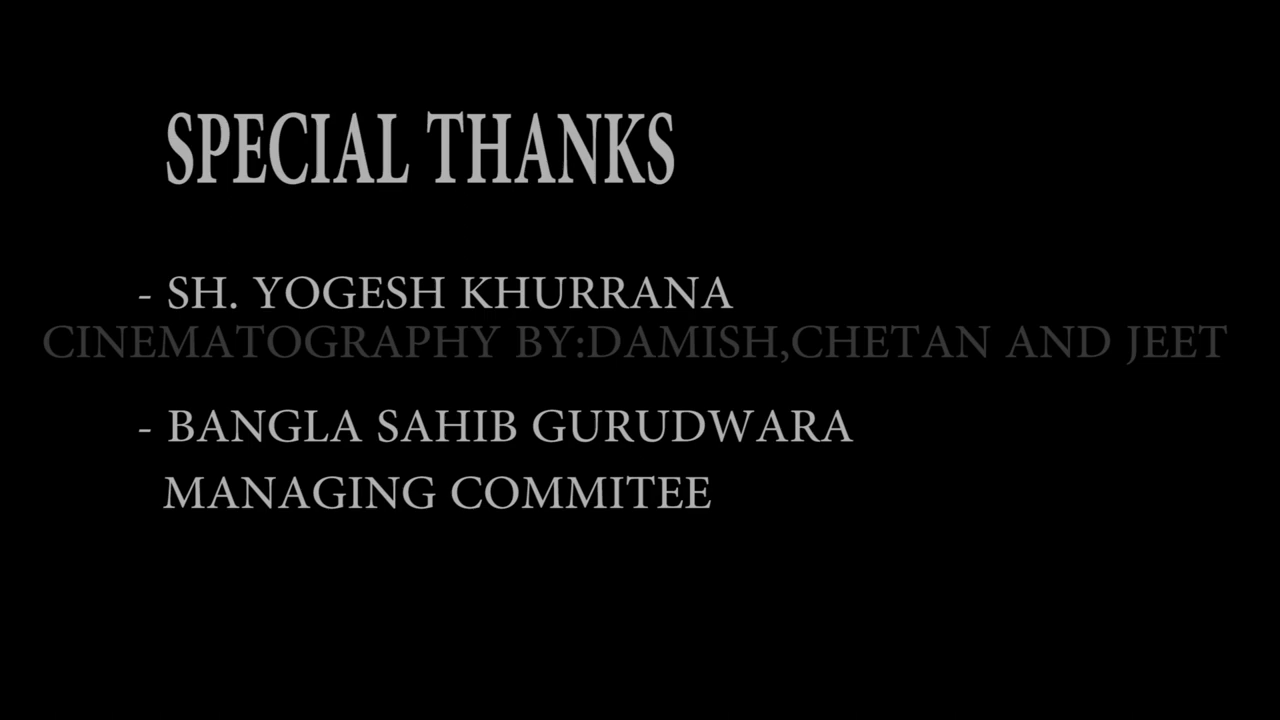 SPECIAL THANKS
- SH. YOGESH KHURRANA
CINEMATOGRAPHY BY:DAMISH,CHETAN AND JEET
- BANGLA SAHIB GURUDWARA
MANAGING COMMITEE